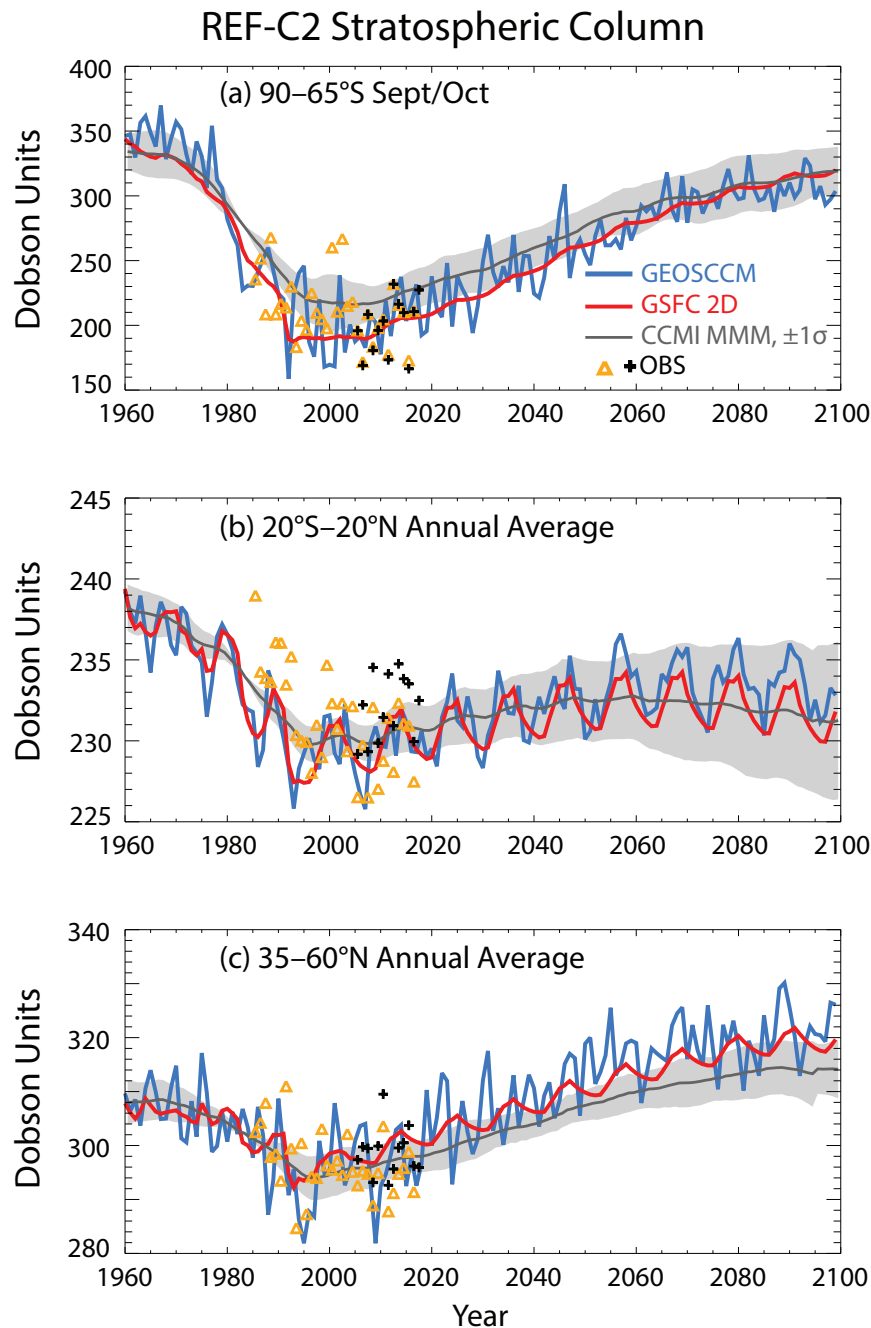 REF-C2 Stratospheric Column
(a) 90–65°S Sept/Oct
400
350
300
250
200
150
Dobson Units
GEOSCCM
GSFC 2D
CCMI MMM, ±1σ
OBS
1960 1980 2000 2020 2040 2060 2080 2100
(b) 20°S–20°N Annual Average
245
240
235
230
225
Dobson Units
1960 1980 2000 2020 2040 2060 2080 2100
(c) 35–60°N Annual Average
340
320
300
280
Dobson Units
1960 1980 2000 2020 2040 2060 2080 2100
Year